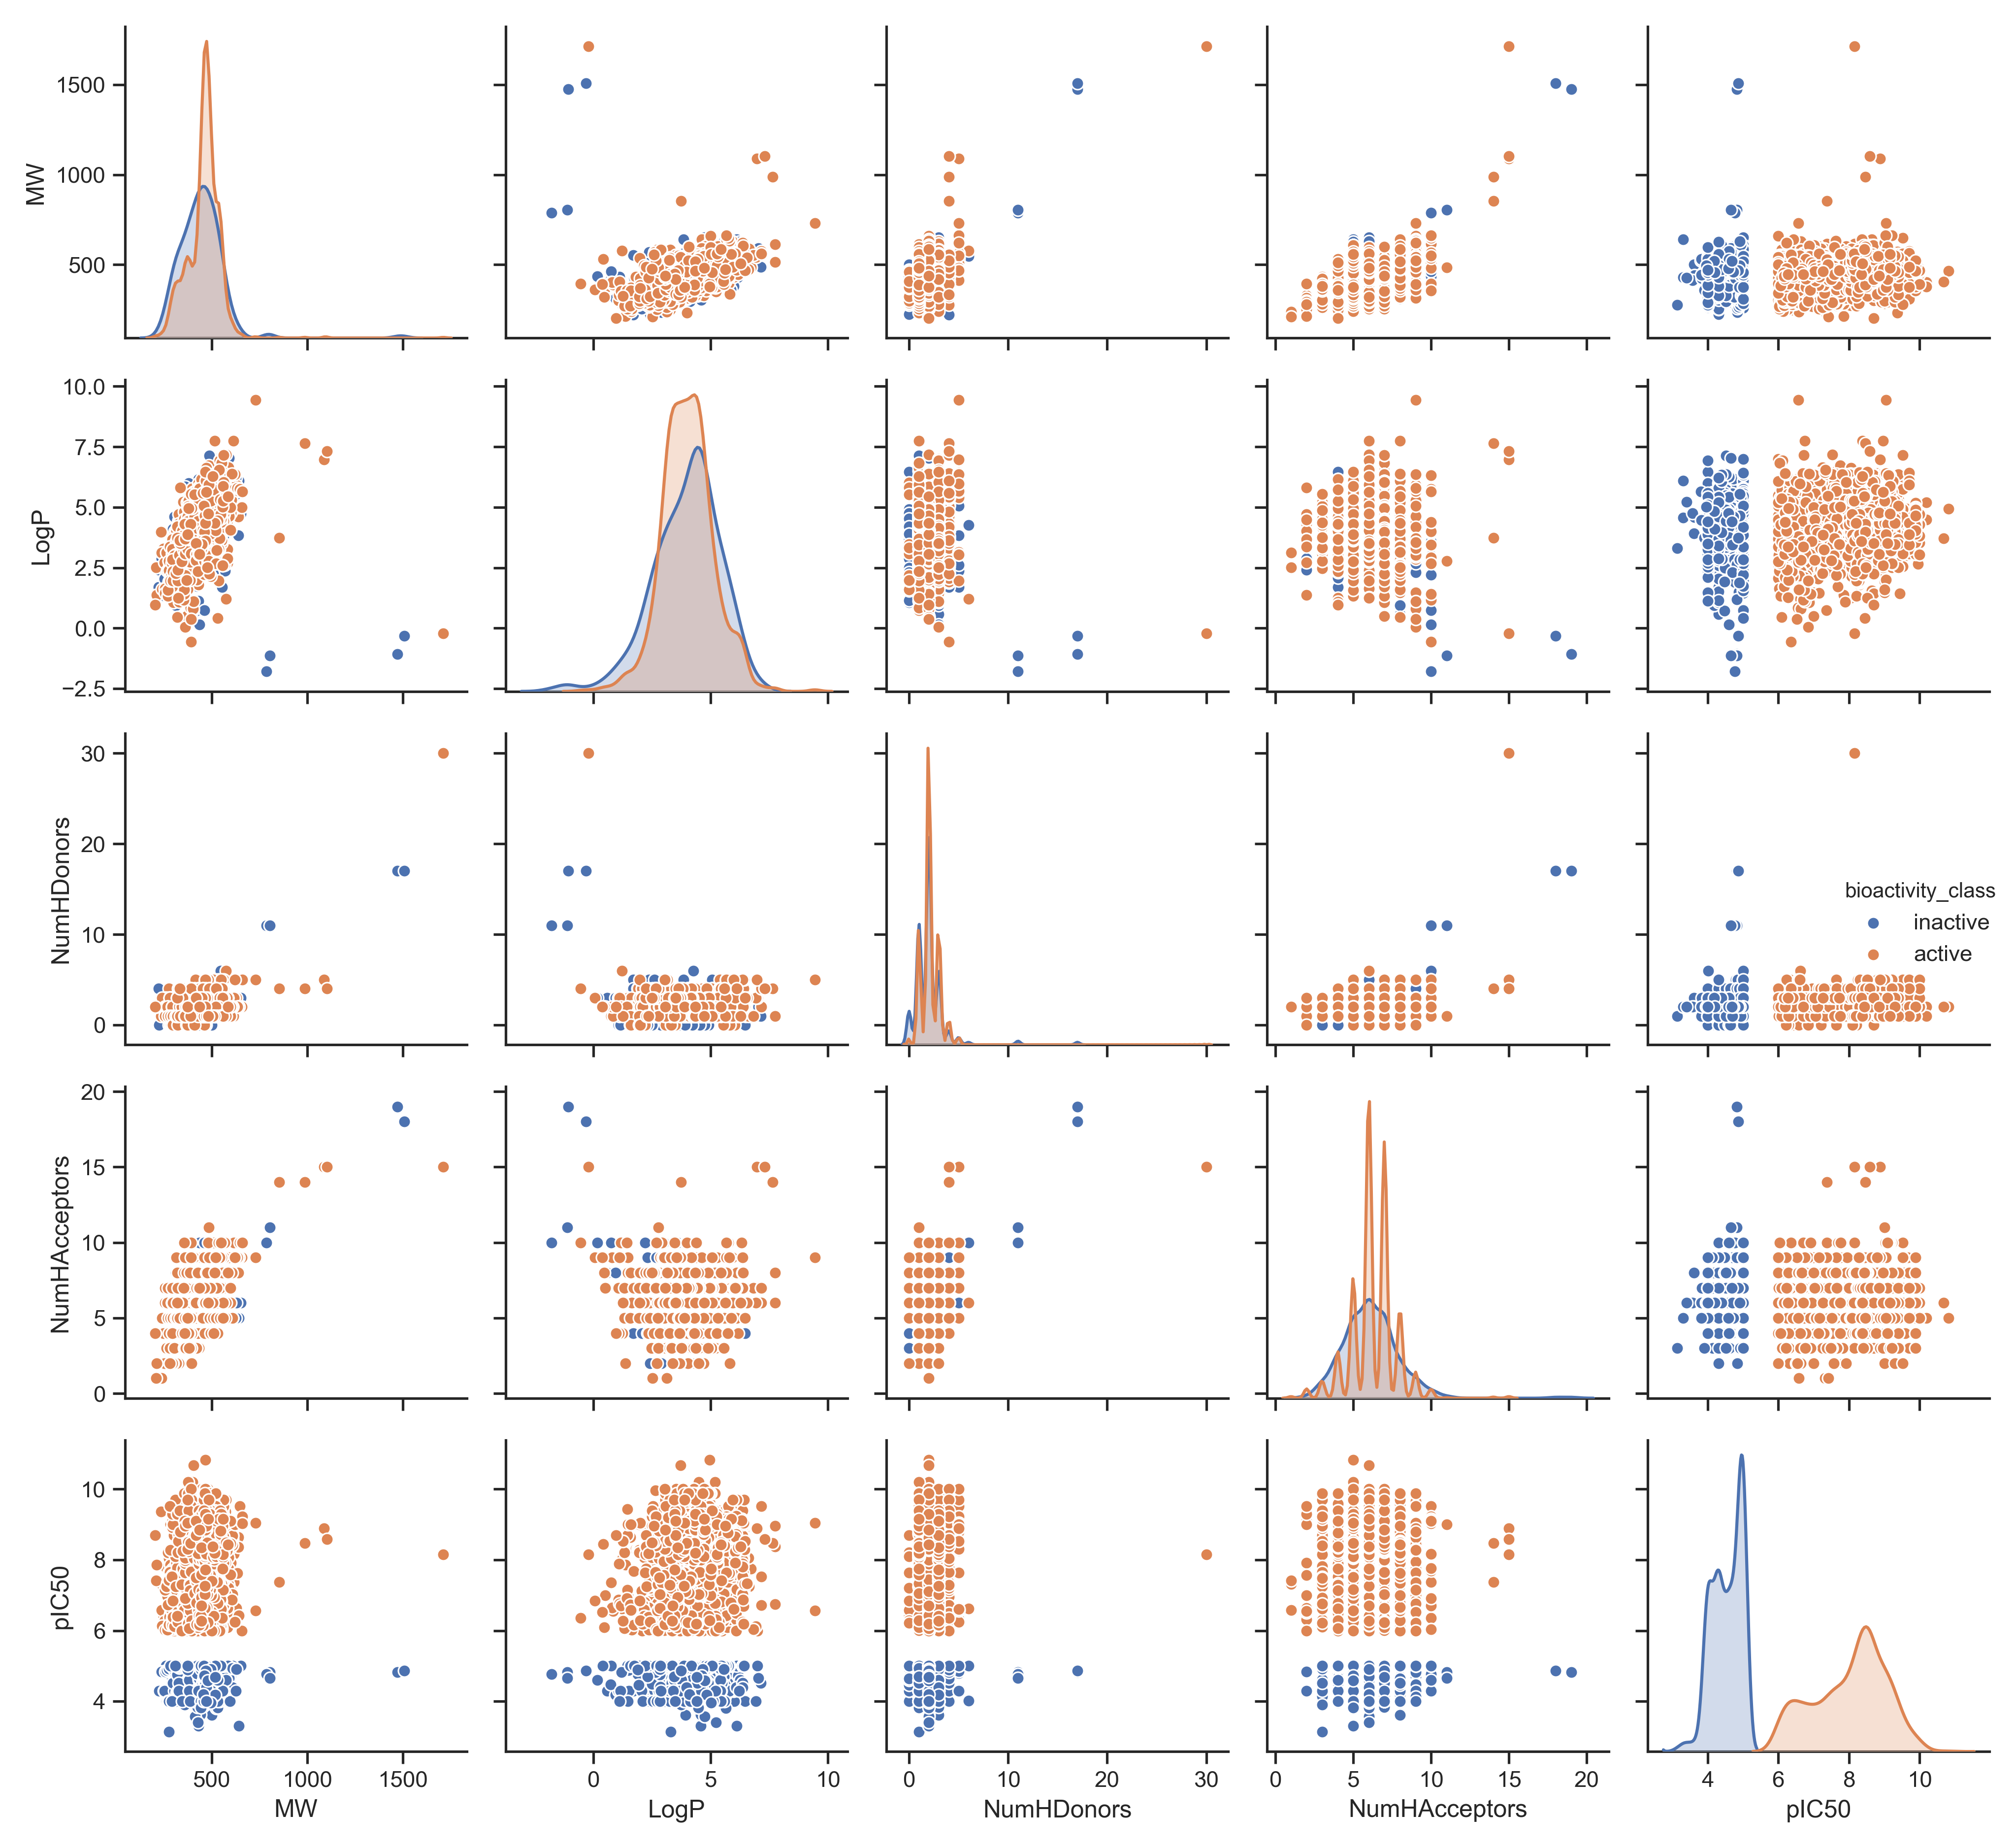 1500
1000
500
MW
10.0
7.5
5.0
2.5
0.0
−2.5
LogP
30
20
10
0
NumHDonors
bioactivity_class
inactive
active
20
15
10
5
0
NumHAcceptors
10
8
6
4
pIC50
500 1000 1500
0 5 10
0 10 20 30
0 5 10 15 20
4 6 8 10
MW
LogP
NumHDonors
NumHAcceptors
pIC50